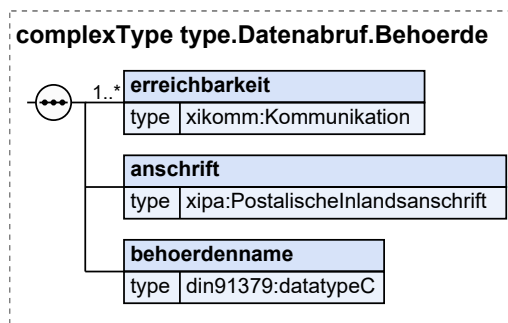 complexType type.Datenabruf.Behoerde
1..*
erreichbarkeit
type xikomm:Kommunikation
anschrift
type xipa:PostalischeInlandsanschrift
behoerdenname
type din91379:datatypeC